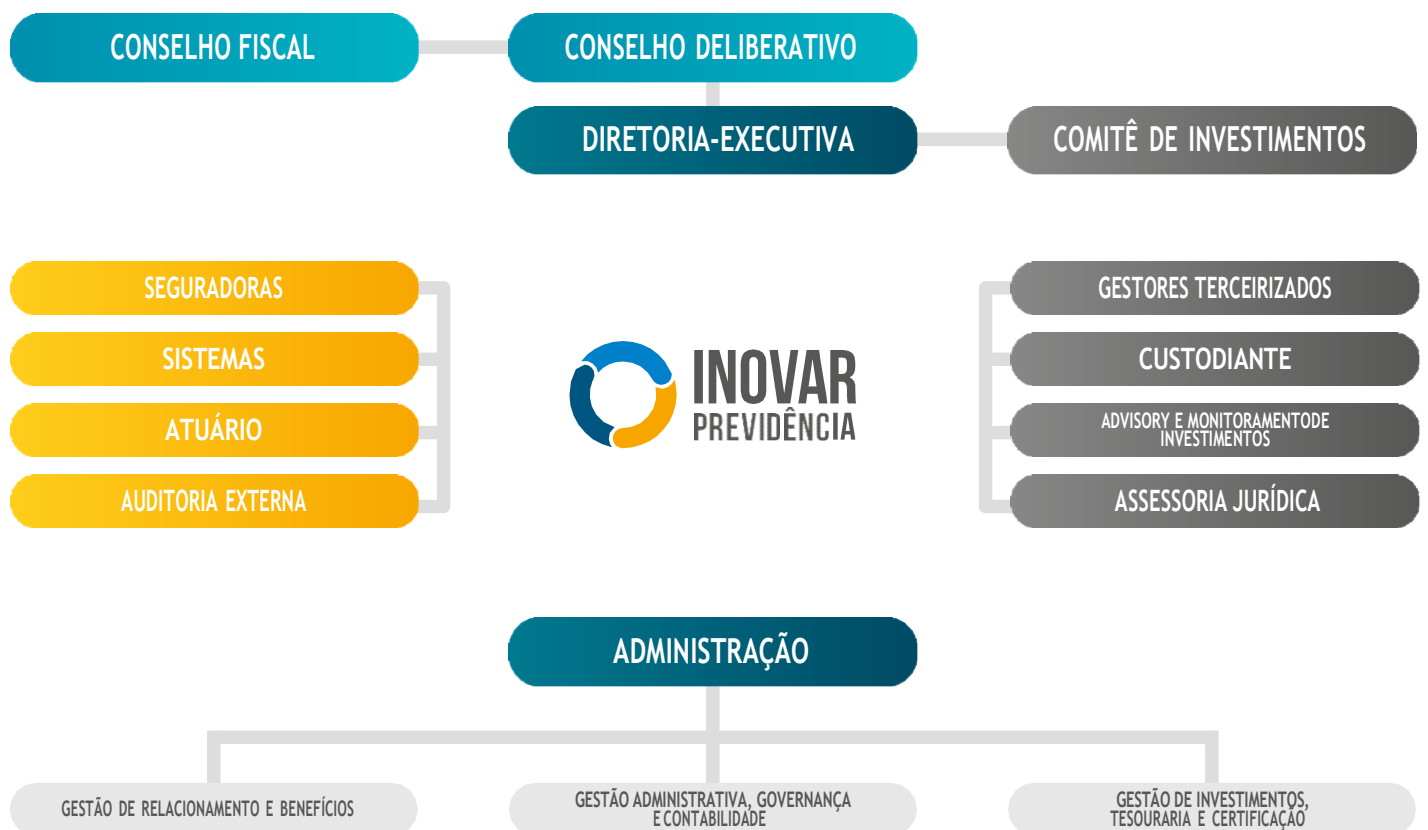 CONSELHO FISCAL
CONSELHO DELIBERATIVO
DIRETORIA-EXECUTIVA
COMITÊ DE INVESTIMENTOS
SEGURADORAS
SISTEMAS
ATUÁRIO
AUDITORIA EXTERNA
INOVAR
PREVIDÊNCIA
GESTORES TERCEIRIZADOS
CUSTODIANTE
ADVISORY E MONITORAMENTODE
INVESTIMENTOS
ASSESSORIA JURÍDICA
ADMINISTRAÇÃO
GESTÃO DE RELACIONAMENTO E BENEFÍCIOS
GESTÃO ADMINISTRATIVA, GOVERNANÇA
E CONTABILIDADE
GESTÃO DE INVESTIMENTOS,
TESOURARIA E CERTIFICAÇÃO